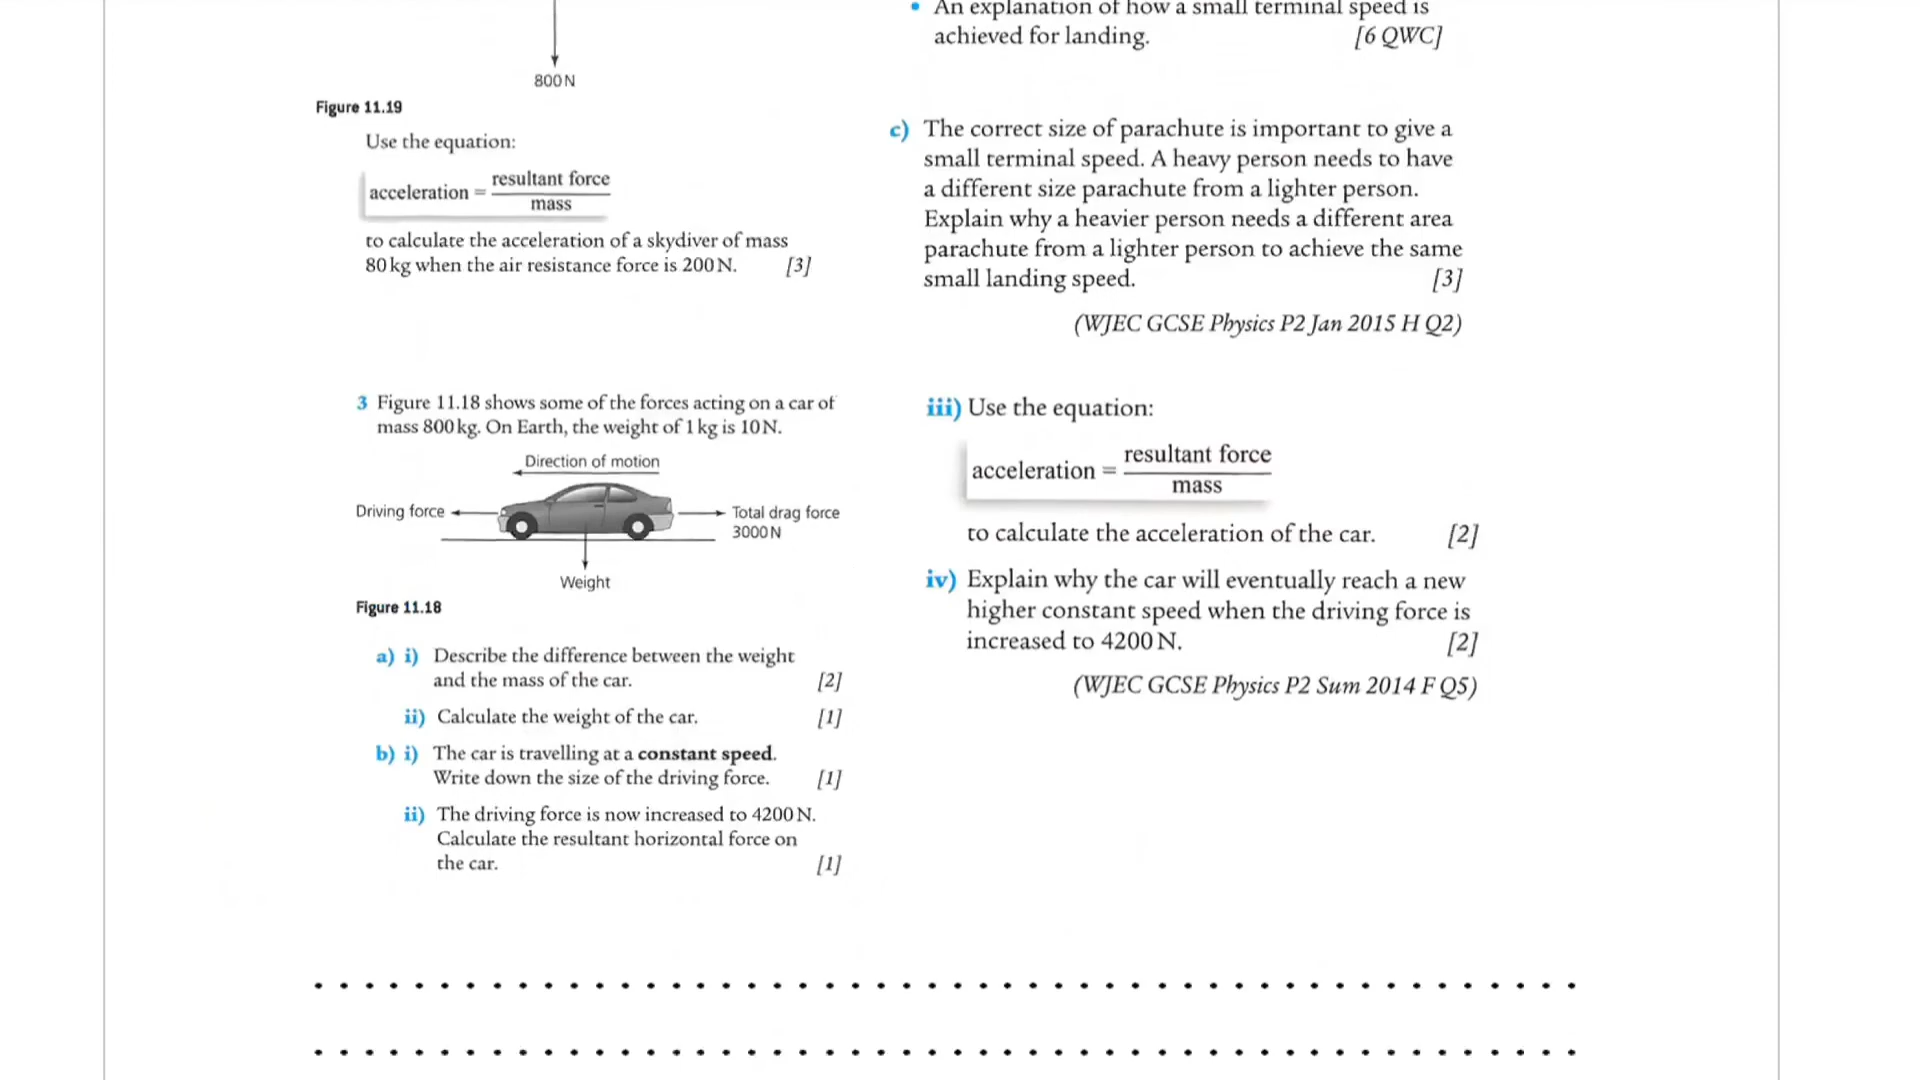 800 N
Figure 11.19
Use the equation:
acceleration = resultant force
mass
to calculate the acceleration of a skydiver of mass
80 kg when the air resistance force is 200 N. [3]
• An explanation of how a small terminal speed is
achieved for landing. [6 QWC]
c) The correct size of parachute is important to give a
small terminal speed. A heavy person needs to have
a different size parachute from a lighter person.
Explain why a heavier person needs a different area
parachute from a lighter person to achieve the same
small landing speed. [3]
(WJEC GCSE Physics P2 Jan 2015 H Q2)
3 Figure 11.18 shows some of the forces acting on a car of
mass 800 kg. On Earth, the weight of 1 kg is 10 N.
Direction of motion
Driving force
Total drag force
3000 N
Weight
Figure 11.18
a) i) Describe the difference between the weight
and the mass of the car. [2]
ii) Calculate the weight of the car. [1]
b) i) The car is travelling at a constant speed.
Write down the size of the driving force. [1]
ii) The driving force is now increased to 4200 N.
Calculate the resultant horizontal force on
the car. [1]
iii) Use the equation:
acceleration = resultant force
mass
to calculate the acceleration of the car. [2]
iv) Explain why the car will eventually reach a new
higher constant speed when the driving force is
increased to 4200 N. [2]
(WJEC GCSE Physics P2 Sum 2014 F Q5)